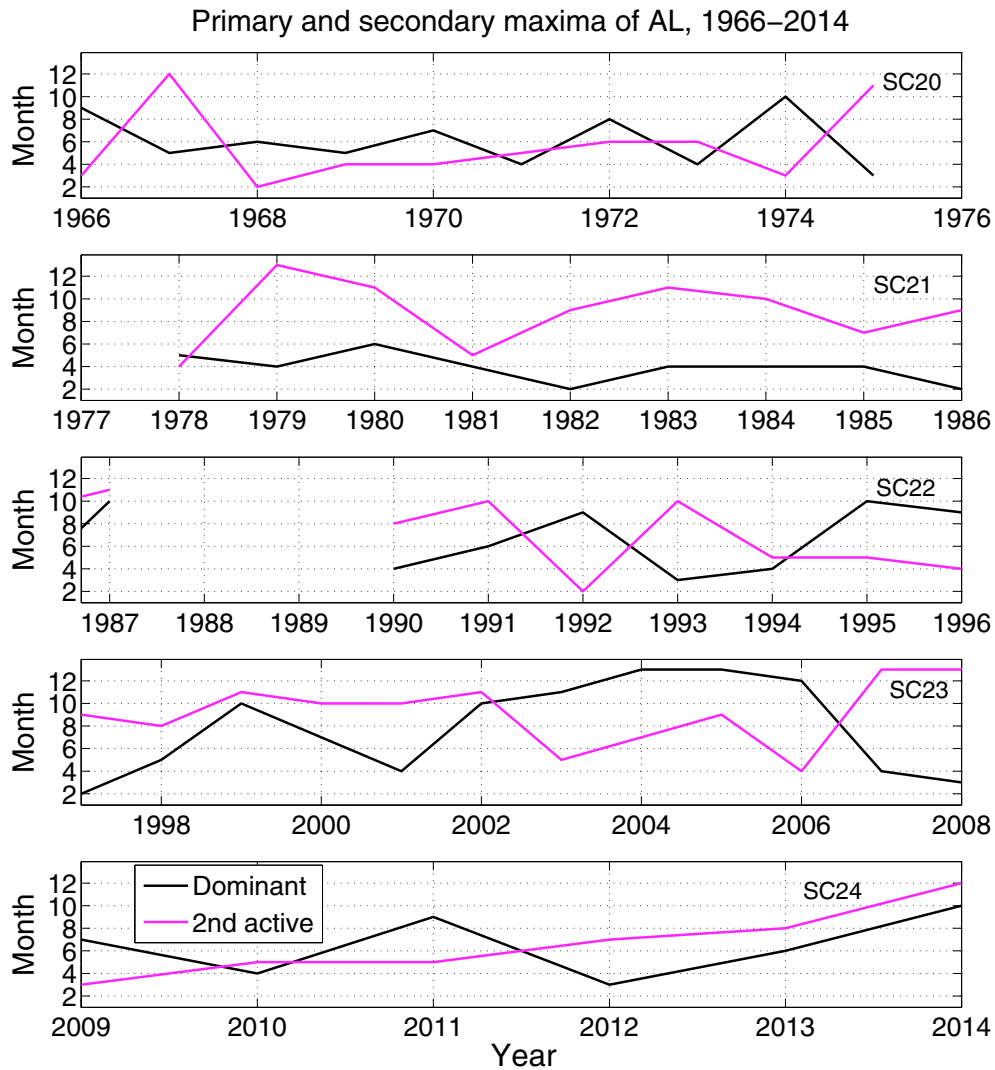 Primary and secondary maxima of AL, 1966−2014
Month
12
10
8
6
4
2
SC20
1966 1968 1970 1972 1974 1976
Month
12
10
8
6
4
2
SC21
1977 1978 1979 1980 1981 1982 1983 1984 1985 1986
Month
12
10
8
6
4
2
SC22
1987 1988 1989 1990 1991 1992 1993 1994 1995 1996
Month
12
10
8
6
4
2
SC23
1998 2000 2002 2004 2006 2008
Month
12
10
8
6
4
2
Dominant
2nd active
SC24
2009 2010 2011 2012 2013 2014
Year